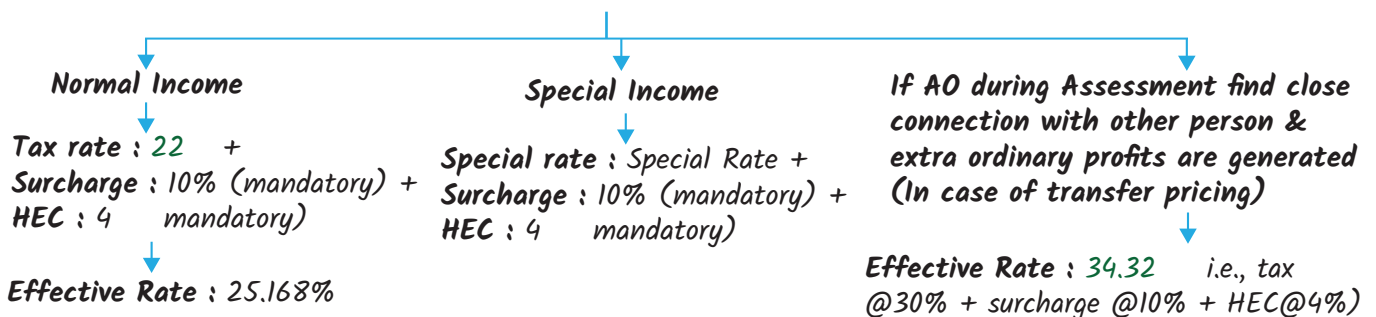 Normal Income
Tax rate : 22 +
Surcharge : 10% (mandatory) +
HEC : 4 mandatory)
Effective Rate : 25.168%
Special Income
Special rate : Special Rate +
Surcharge : 10% (mandatory) +
HEC : 4 mandatory)
If AO during Assessment find close
connection with other person &
extra ordinary profits are generated
(In case of transfer pricing)
Effective Rate : 34.32 i.e., tax
@30% + surcharge @10% + HEC@4%)